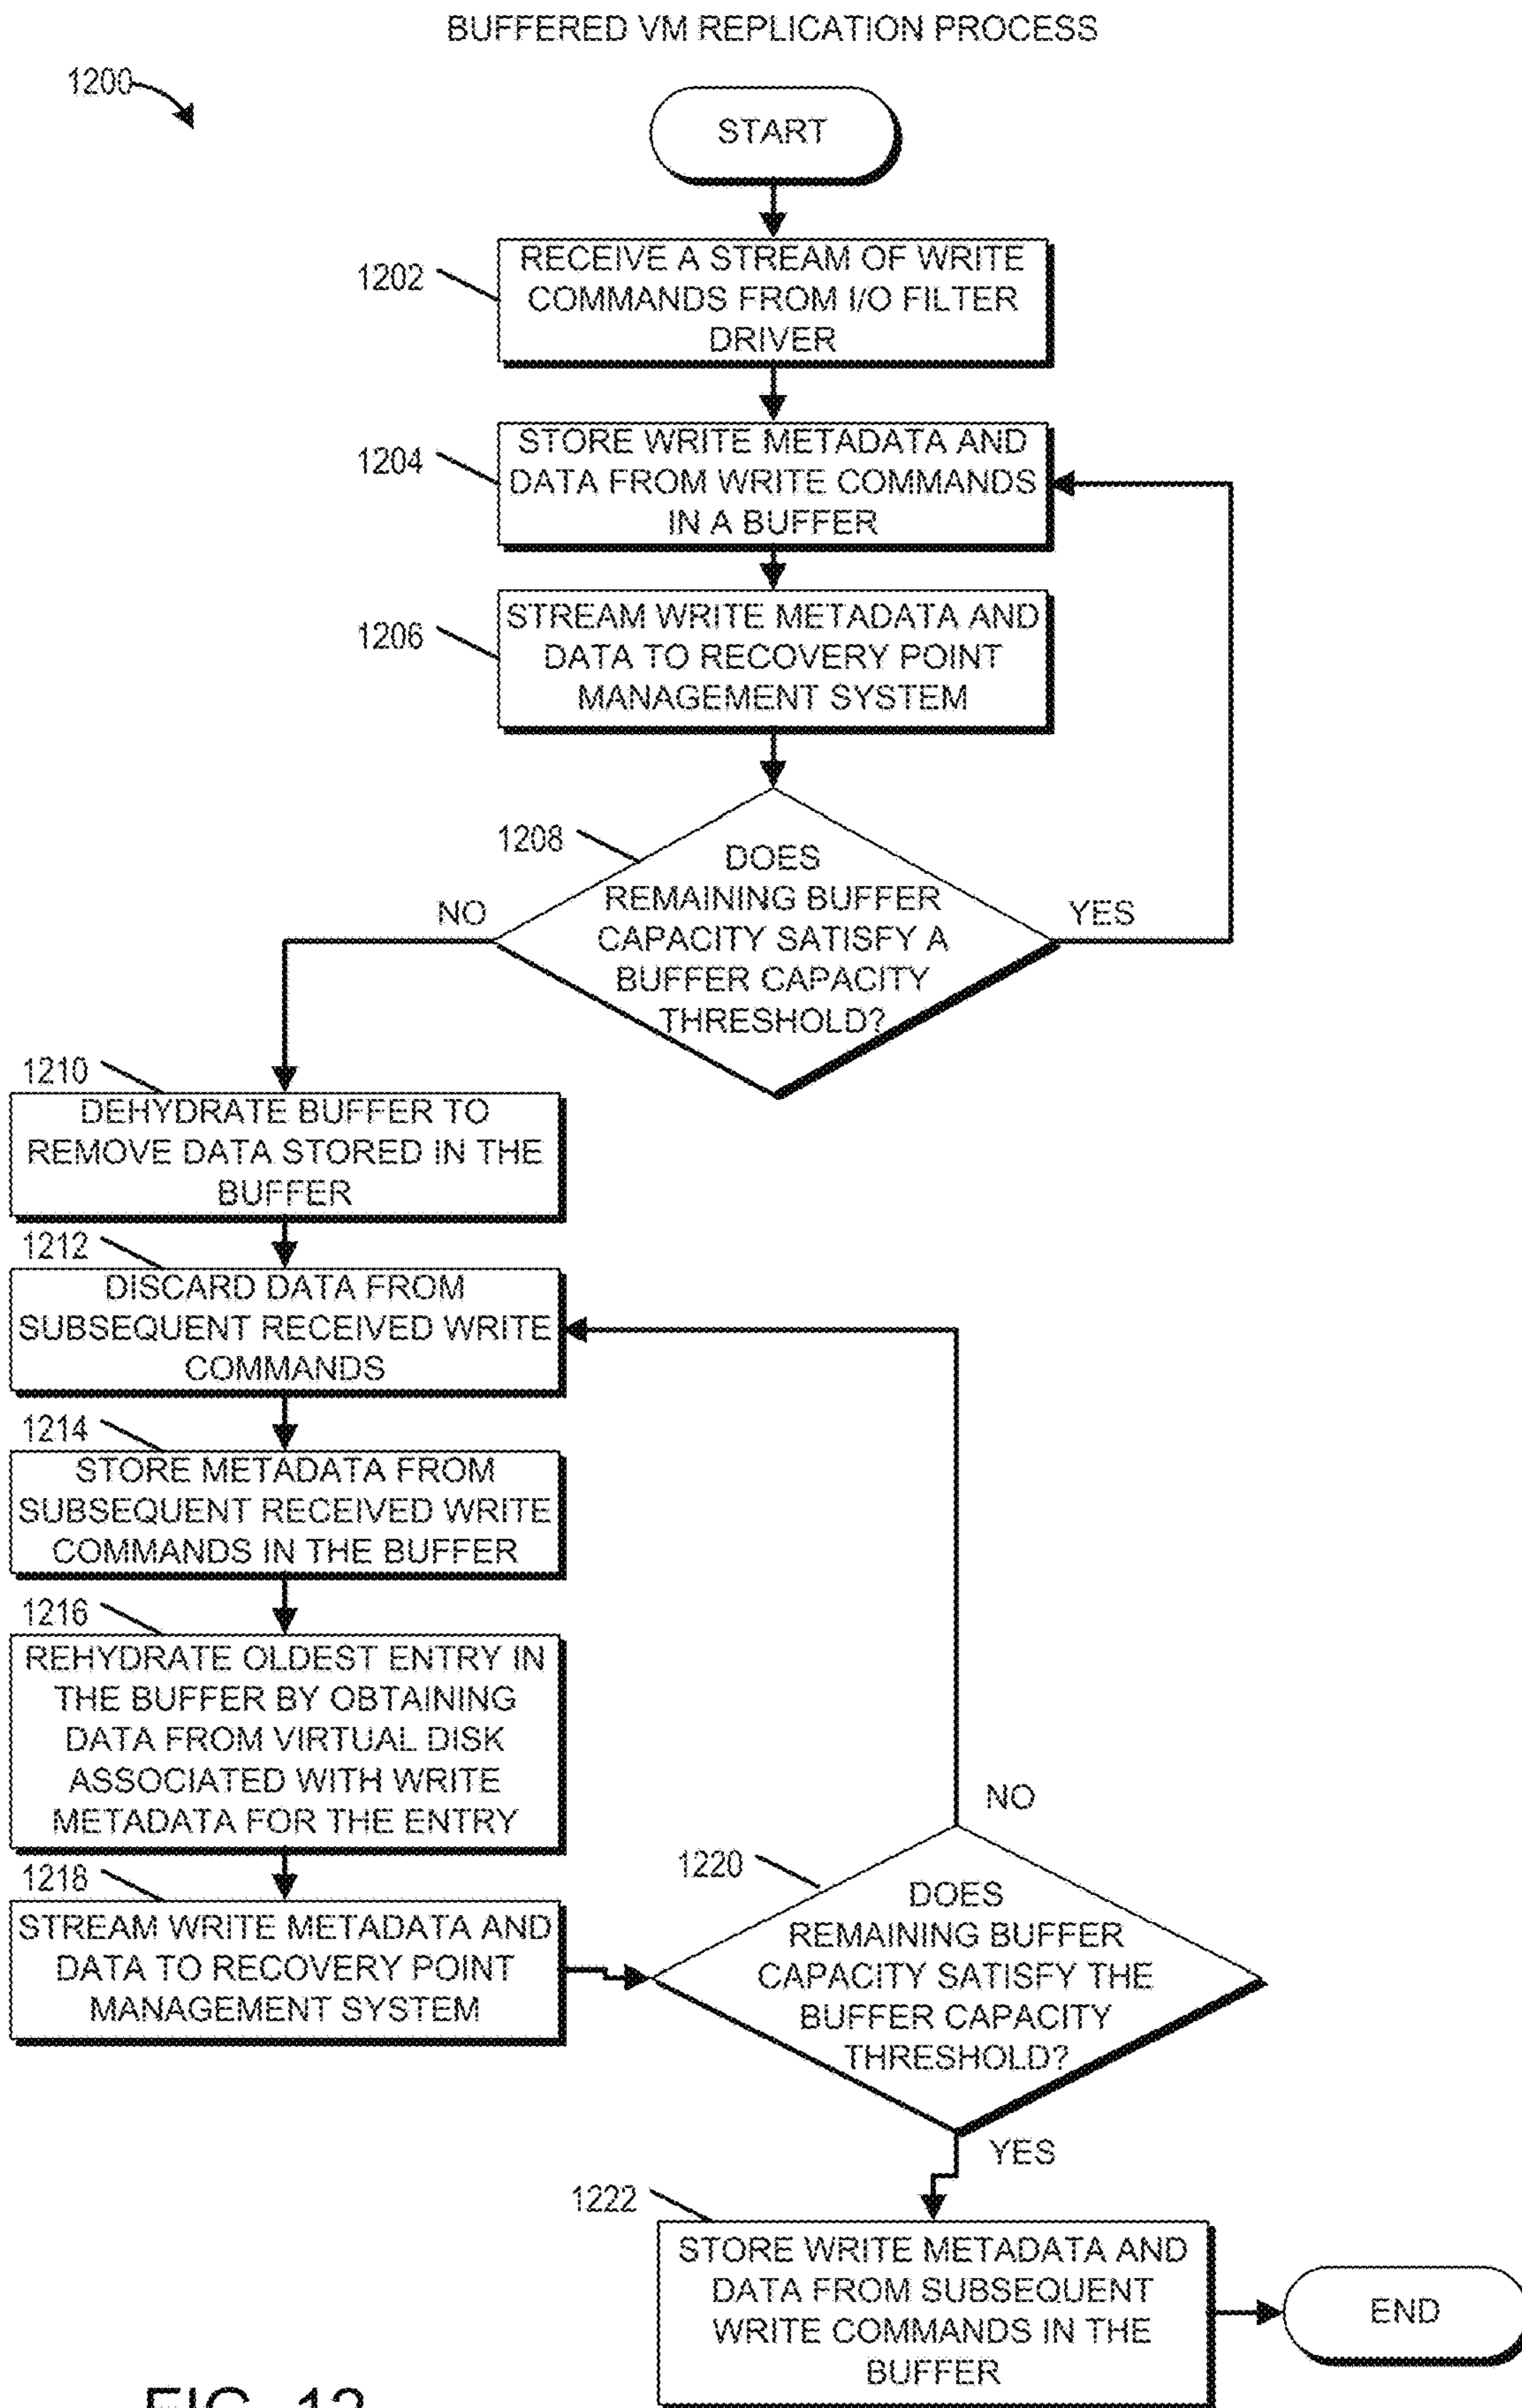 BUFFERED VM REPLICATION PROCESS
1200
START
1202
RECEIVE A STREAM OF WRITE
COMMANDS FROM I/O FILTER
DRIVER
1204
STORE WRITE METADATA AND
DATA FROM WRITE COMMANDS
IN A BUFFER
1206
STREAM WRITE METADATA AND
DATA TO RECOVERY POINT
MANAGEMENT SYSTEM
1208
DOES
REMAINING BUFFER
CAPACITY SATISFY A
BUFFER CAPACITY
THRESHOLD?
NO
YES
1210
DEHYDRATE BUFFER TO
REMOVE DATA STORED IN THE
BUFFER
1212
DISCARD DATA FROM
SUBSEQUENT RECEIVED WRITE
COMMANDS
1214
STORE METADATA FROM
SUBSEQUENT RECEIVED WRITE
COMMANDS IN THE BUFFER
1216
REHYDRATE OLDEST ENTRY IN
THE BUFFER BY OBTAINING
DATA FROM VIRTUAL DISK
ASSOCIATED WITH WRITE
METADATA FOR THE ENTRY
1218
STREAM WRITE METADATA AND
DATA TO RECOVERY POINT
MANAGEMENT SYSTEM
1220
DOES
REMAINING BUFFER
CAPACITY SATISFY THE
BUFFER CAPACITY
THRESHOLD?
NO
YES
1222
STORE WRITE METADATA AND
DATA FROM SUBSEQUENT
WRITE COMMANDS IN THE
BUFFER
END
FIG. 12